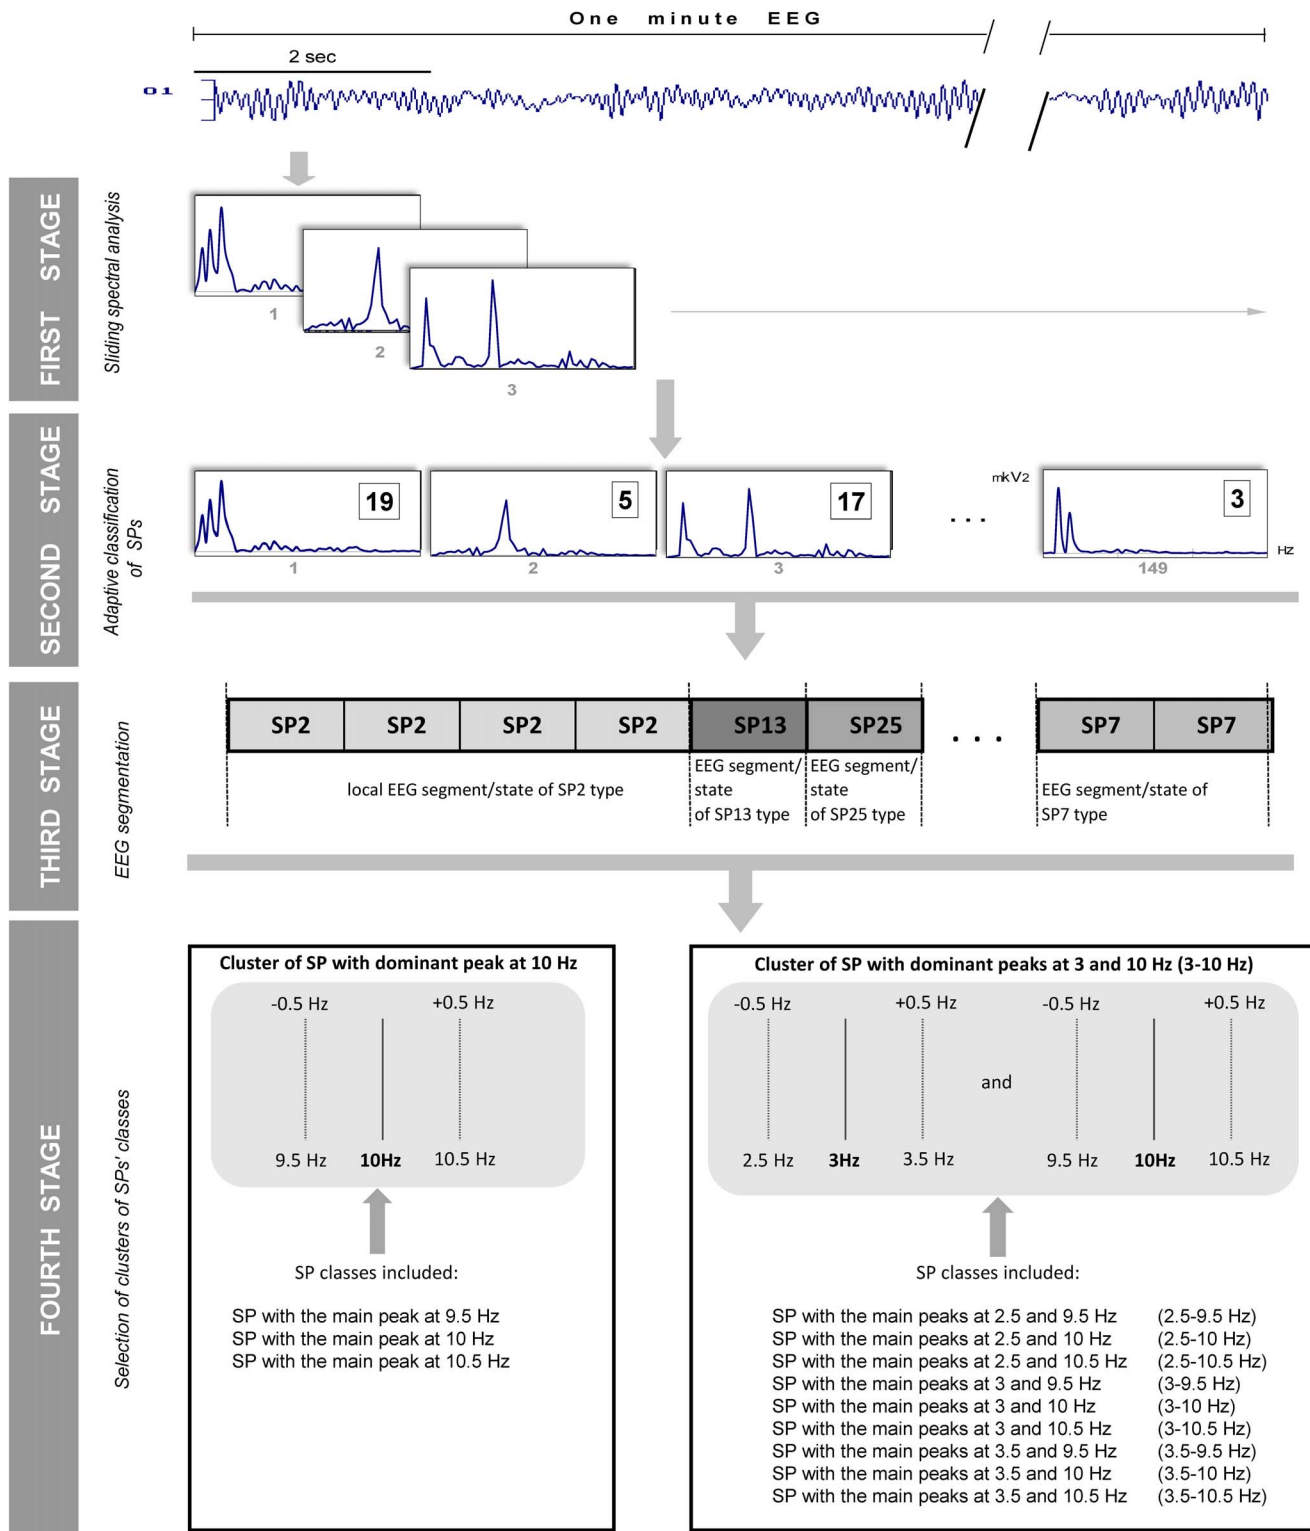 One minute EEG
2 sec
O1
FIRST STAGE
Sliding spectral analysis
1
2
3
SECOND STAGE
Adaptive classification
of SPs
19
5
17
mkV2
3
. . .
Hz
1
2
3
149
THIRD STAGE
EEG segmentation
SP2
SP2
SP2
SP2
SP13
SP25
. . .
SP7
SP7
local EEG segment/state of SP2 type
EEG segment/
state
of SP13 type
EEG segment/
state
of SP25 type
EEG segment/state of
SP7 type
FOURTH STAGE
Selection of clusters of SPs' classes
Cluster of SP with dominant peak at 10 Hz
-0.5 Hz
+0.5 Hz
9.5 Hz
10Hz
10.5 Hz
SP classes included:
SP with the main peak at 9.5 Hz
SP with the main peak at 10 Hz
SP with the main peak at 10.5 Hz
Cluster of SP with dominant peaks at 3 and 10 Hz (3-10 Hz)
-0.5 Hz
+0.5 Hz
-0.5 Hz
+0.5 Hz
and
2.5 Hz
3Hz
3.5 Hz
9.5 Hz
10Hz
10.5 Hz
SP classes included:
SP with the main peaks at 2.5 and 9.5 Hz (2.5-9.5 Hz)
SP with the main peaks at 2.5 and 10 Hz (2.5-10 Hz)
SP with the main peaks at 2.5 and 10.5 Hz (2.5-10.5 Hz)
SP with the main peaks at 3 and 9.5 Hz (3-9.5 Hz)
SP with the main peaks at 3 and 10 Hz (3-10 Hz)
SP with the main peaks at 3 and 10.5 Hz (3-10.5 Hz)
SP with the main peaks at 3.5 and 9.5 Hz (3.5-9.5 Hz)
SP with the main peaks at 3.5 and 10 Hz (3.5-10 Hz)
SP with the main peaks at 3.5 and 10.5 Hz (3.5-10.5 Hz)